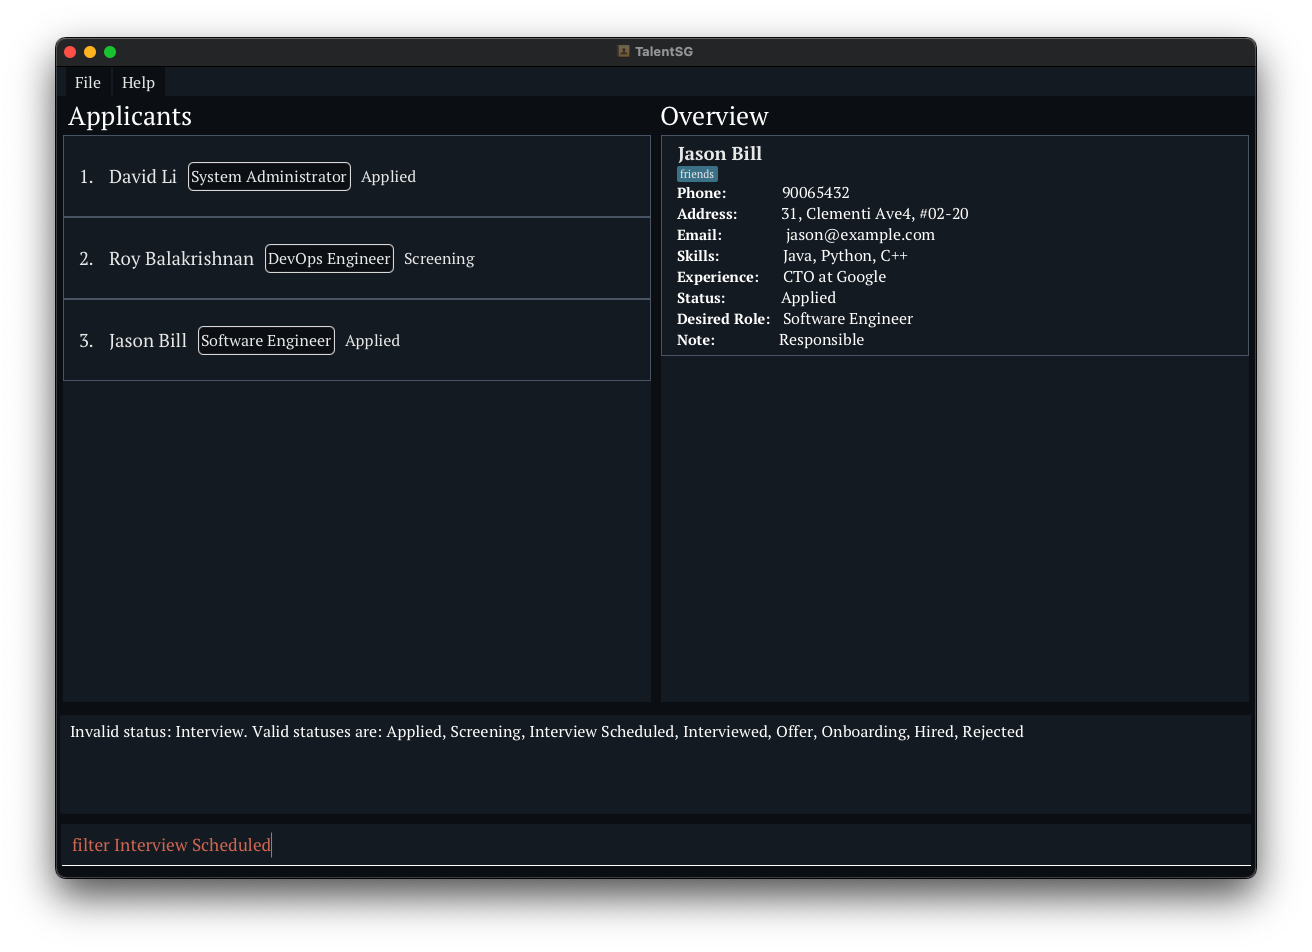 TalentSG
File Help
Applicants
1. David Li System Administrator Applied
2. Roy Balakrishnan DevOps Engineer Screening
3. Jason Bill Software Engineer Applied
Overview
Jason Bill
friends
Phone: 90065432
Address: 31, Clementi Ave4, #02-20
Email: jason@example.com
Skills: Java, Python, C++
Experience: CTO at Google
Status: Applied
Desired Role: Software Engineer
Note: Responsible
Invalid status: Interview. Valid statuses are: Applied, Screening, Interview Scheduled, Interviewed, Offer, Onboarding, Hired, Rejected
filter Interview Scheduled